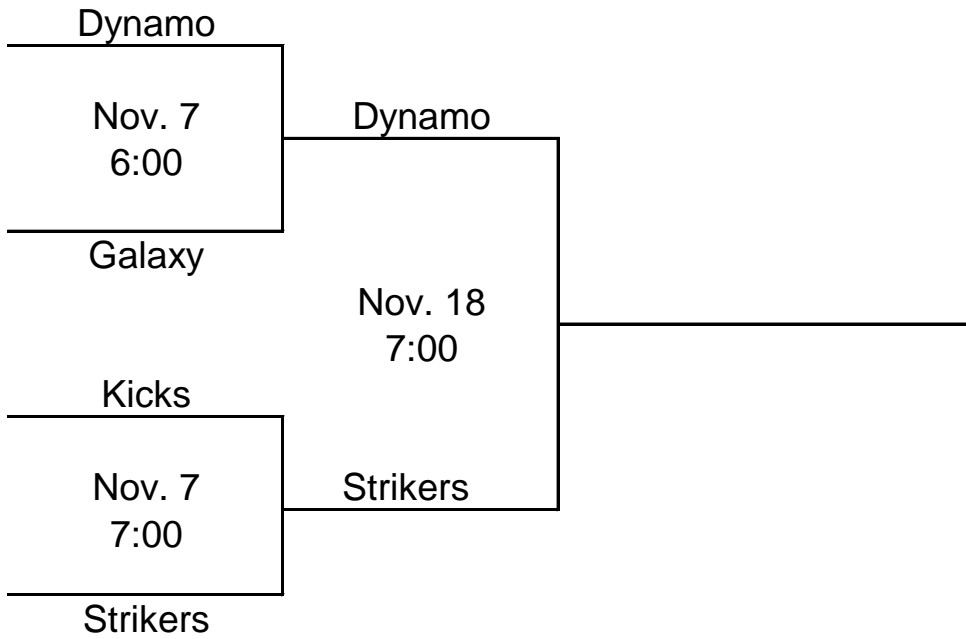 Dynamo
Nov. 7
6:00
Galaxy
Dynamo
Nov. 18
7:00
Strikers
Kicks
Nov. 7
7:00
Strikers